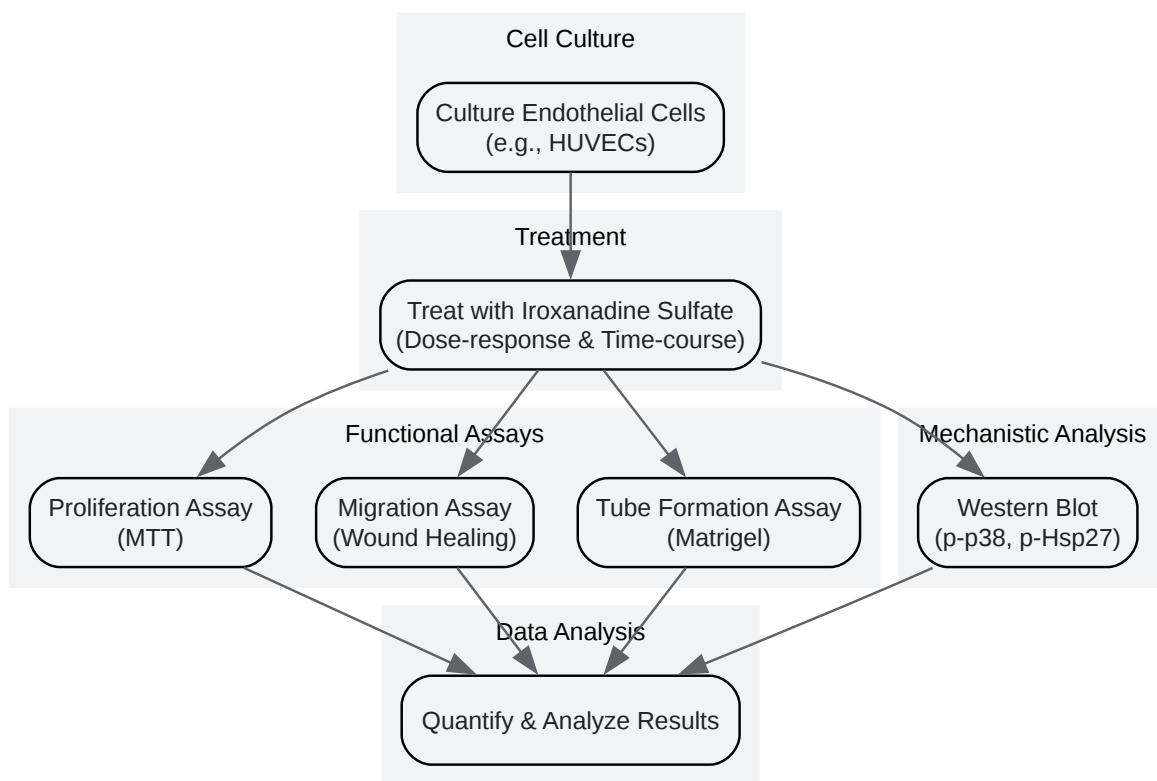 Cell Culture
Culture Endothelial Cells
(e.g., HUVECs)
Treatment
Treat with Iroxanadine Sulfate
(Dose-response & Time-course)
Functional Assays
Mechanistic Analysis
Proliferation Assay
(MTT)
Migration Assay
(Wound Healing)
Tube Formation Assay
(Matrigel)
Western Blot
(p-p38, p-Hsp27)
Data Analysis
Quantify & Analyze Results